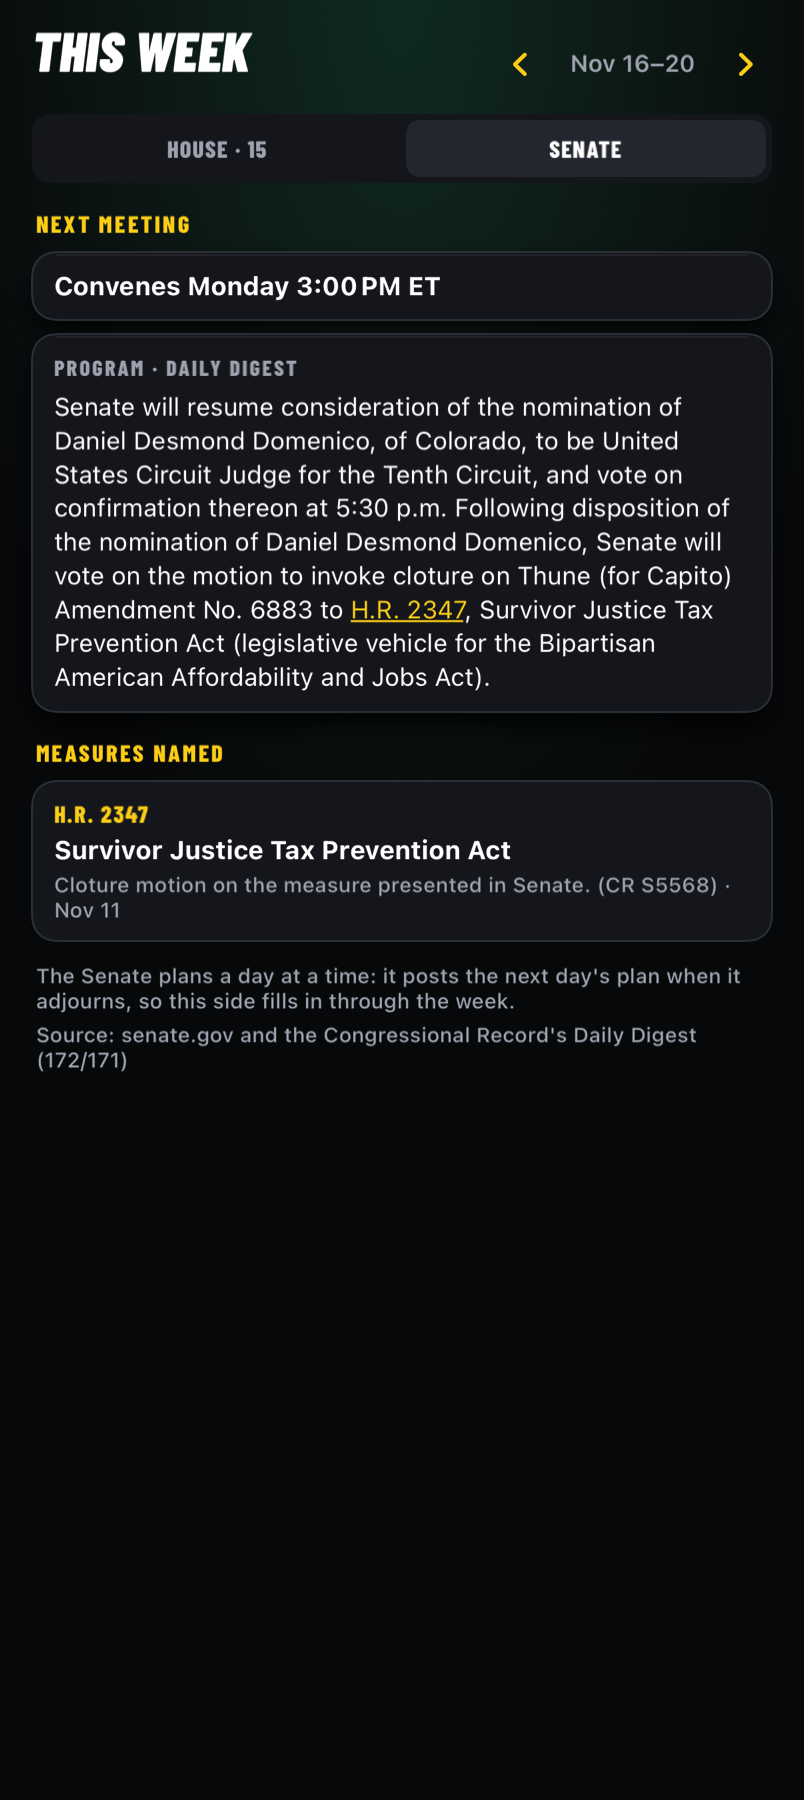 THIS WEEK
Nov 16–20
HOUSE · 15
SENATE
NEXT MEETING
Convenes Monday 3:00 PM ET
PROGRAM · DAILY DIGEST
Senate will resume consideration of the nomination of
Daniel Desmond Domenico, of Colorado, to be United
States Circuit Judge for the Tenth Circuit, and vote on
confirmation thereon at 5:30 p.m. Following disposition of
the nomination of Daniel Desmond Domenico, Senate will
vote on the motion to invoke cloture on Thune (for Capito)
Amendment No. 6883 to H.R. 2347, Survivor Justice Tax
Prevention Act (legislative vehicle for the Bipartisan
American Affordability and Jobs Act).
MEASURES NAMED
H.R. 2347
Survivor Justice Tax Prevention Act
Cloture motion on the measure presented in Senate. (CR S5568) ·
Nov 11
The Senate plans a day at a time: it posts the next day's plan when it
adjourns, so this side fills in through the week.
Source: senate.gov and the Congressional Record's Daily Digest
(172/171)